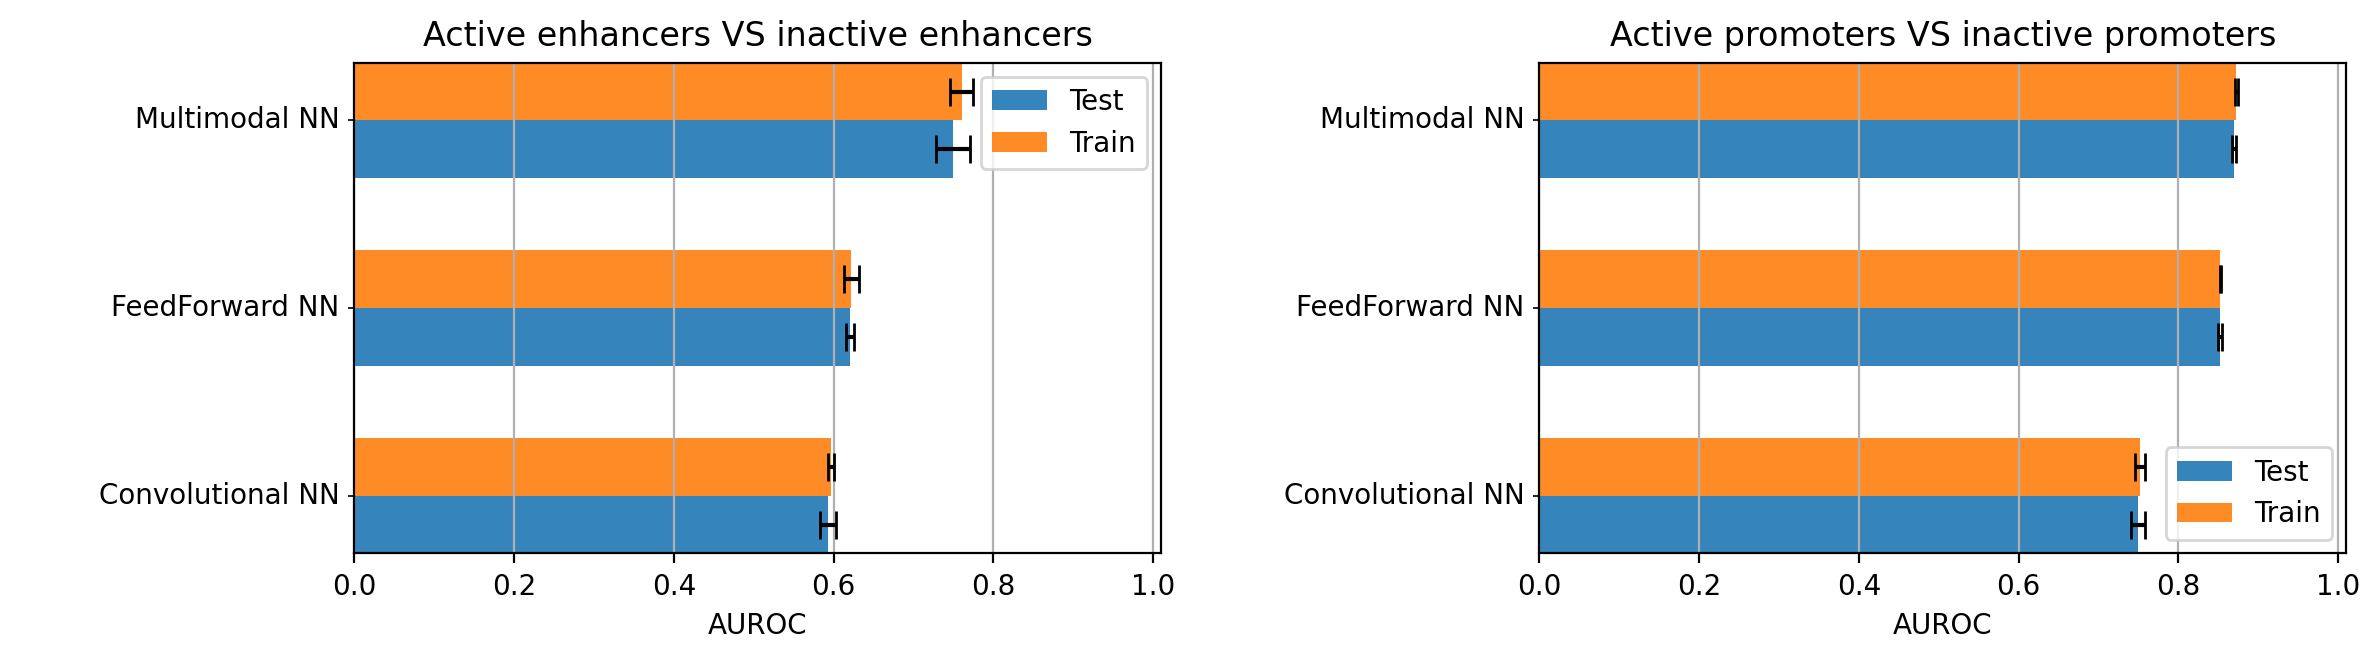 Active enhancers VS inactive enhancers
Multimodal NN
FeedForward NN
Convolutional NN
Test
Train
0.0 0.2 0.4 0.6 0.8 1.0
AUROC
Active promoters VS inactive promoters
Multimodal NN
FeedForward NN
Convolutional NN
Test
Train
0.0 0.2 0.4 0.6 0.8 1.0
AUROC